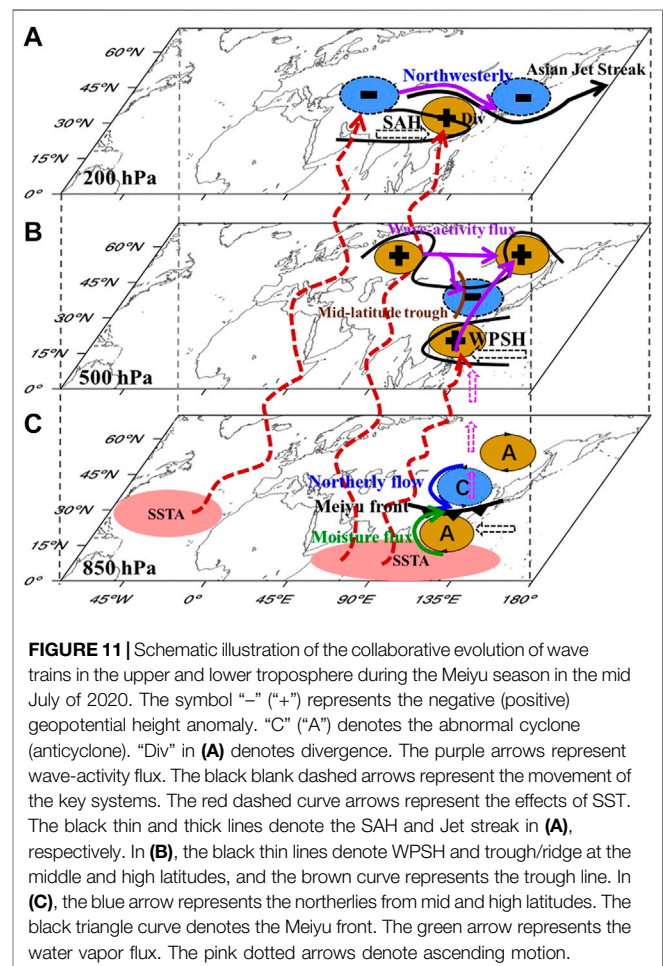 A
60°N
45°N
30°N
15°N
0°
Northwesterly
Asian Jet Streak
SAH
Div
200 hPa
B
60°N
45°N
30°N
15°N
0°
Wave-activity flux
Mid-latitude trough
WPSH
500 hPa
C
60°N
45°N
30°N
15°N
0°
A
Northerly flow
C
Meiyu front
SSTA
A
Moisture flux
SSTA
850 hPa
45°W
0°
45°E
90°E
135°E
180°
FIGURE 11 | Schematic illustration of the collaborative evolution of wave
trains in the upper and lower troposphere during the Meiyu season in the mid
July of 2020. The symbol “–” (“+”) represents the negative (positive)
geopotential height anomaly. “C” (“A”) denotes the abnormal cyclone
(anticyclone). “Div” in (A) denotes divergence. The purple arrows represent
wave-activity flux. The black blank dashed arrows represent the movement of
the key systems. The red dashed curve arrows represent the effects of SST.
The black thin and thick lines denote the SAH and Jet streak in (A),
respectively. In (B), the black thin lines denote WPSH and trough/ridge at the
middle and high latitudes, and the brown curve represents the trough line. In
(C), the blue arrow represents the northerlies from mid and high latitudes. The
black triangle curve denotes the Meiyu front. The green arrow represents the
water vapor flux. The pink dotted arrows denote ascending motion.